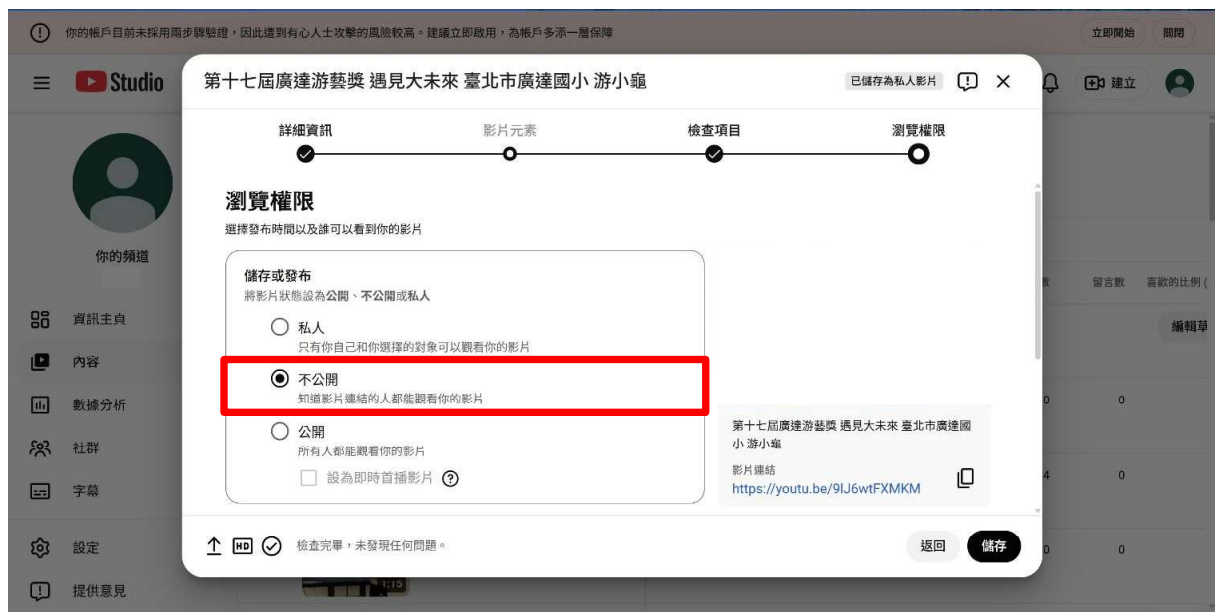 你的帳戶目前未採用兩步驟驗證，因此遭到有心人士攻擊的風險較高。建議立即啟用，為帳戶多添一層保障
立即開始
關閉
Studio
第十七屆廣達游藝獎 遇見大未來 臺北市廣達國小 游小龜
已儲存為私人影片
建立
詳細資訊
影片元素
檢查項目
瀏覽權限
瀏覽權限
選擇發布時間以及誰可以看到你的影片
你的頻道
儲存或發布
將影片狀態設為公開、不公開或私人
數
留言數
喜歡的比例 (
資訊主頁
私人
只有你自己和你選擇的對象可以觀看你的影片
編輯草
內容
不公開
知道影片連結的人都能觀看你的影片
數據分析
0
0
公開
所有人都能觀看你的影片
設為即時首播影片
社群
字幕
第十七屆廣達游藝獎 遇見大未來 臺北市廣達國
小 游小龜
影片連結
https://youtu.be/9IJ6wtFXMKM
4
0
設定
HD
檢查完畢，未發現任何問題。
返回
儲存
0
0
提供意見
1:15